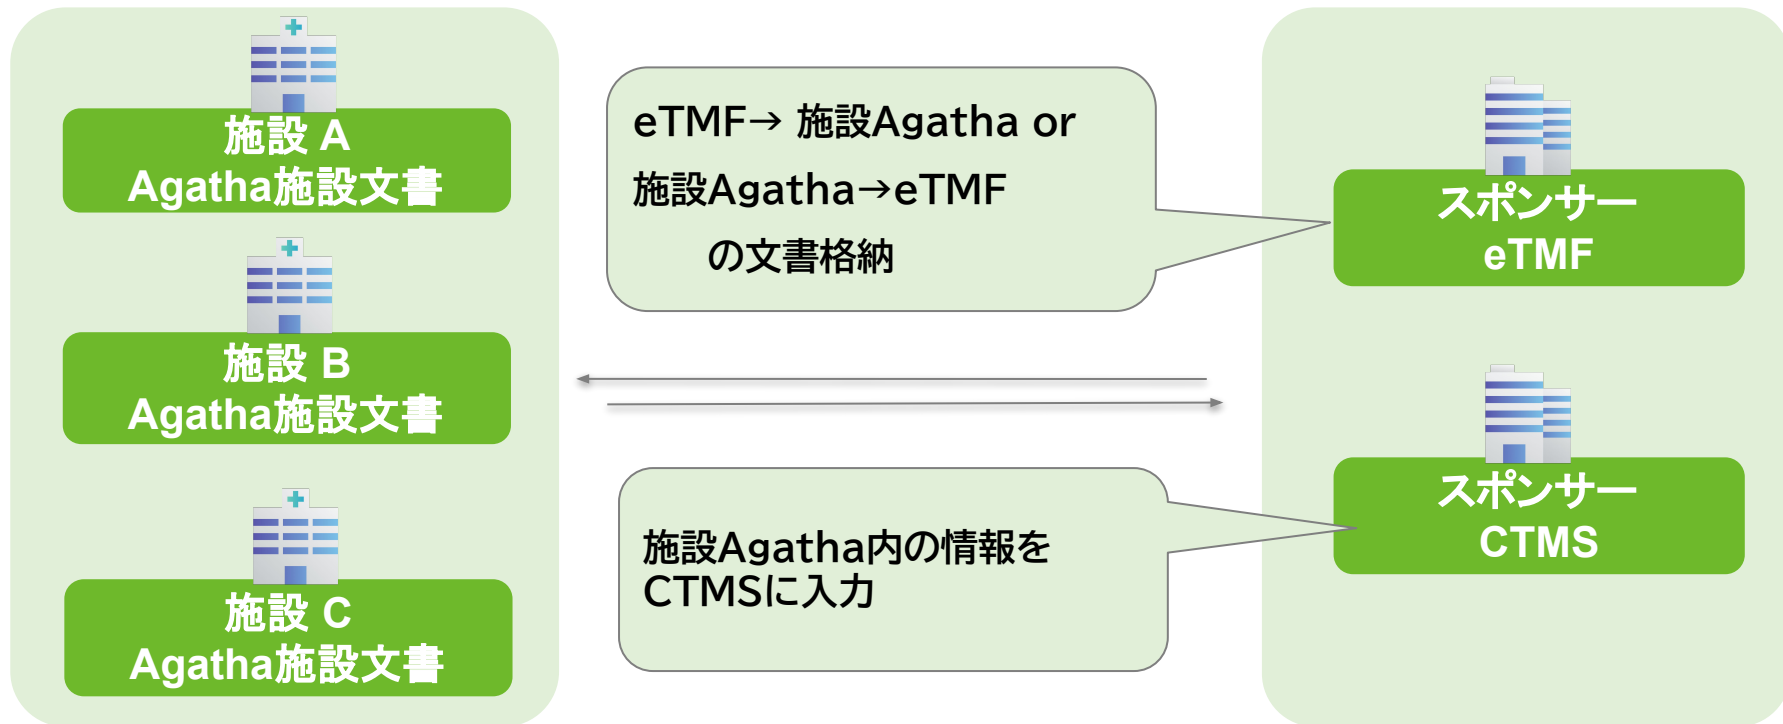 施設 A
Agatha施設文書
施設 B
Agatha施設文書
施設 C
Agatha施設文書
eTMF→ 施設Agatha or
施設Agatha→eTMF
の文書格納
施設Agatha内の情報を
CTMSに入力
スポンサー
eTMF
スポンサー
CTMS